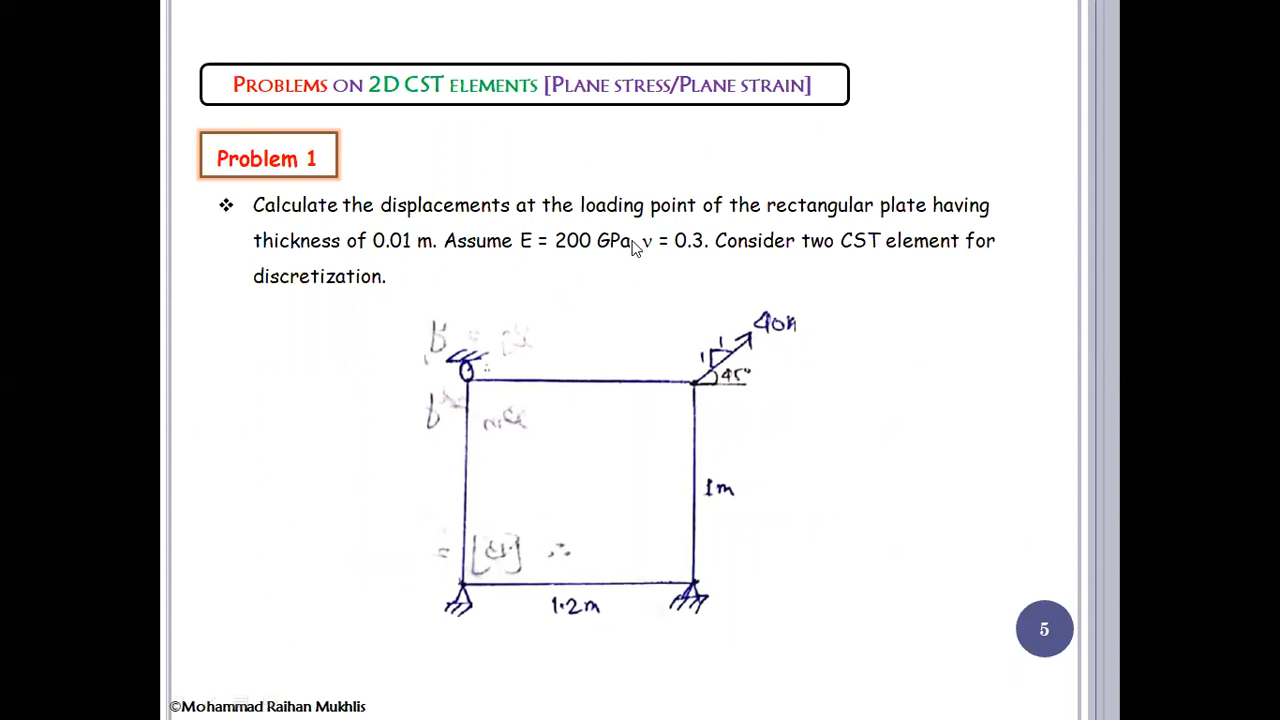 PROBLEMS ON 2D CST ELEMENTS [PLANE STRESS/PLANE STRAIN]
Problem 1
❖ Calculate the displacements at the loading point of the rectangular plate having
thickness of 0.01 m. Assume E = 200 GPa, ν = 0.3. Consider two CST element for
discretization.
1
1
45°
1m
1.2m
5
©Mohammad Raihan Mukhlis